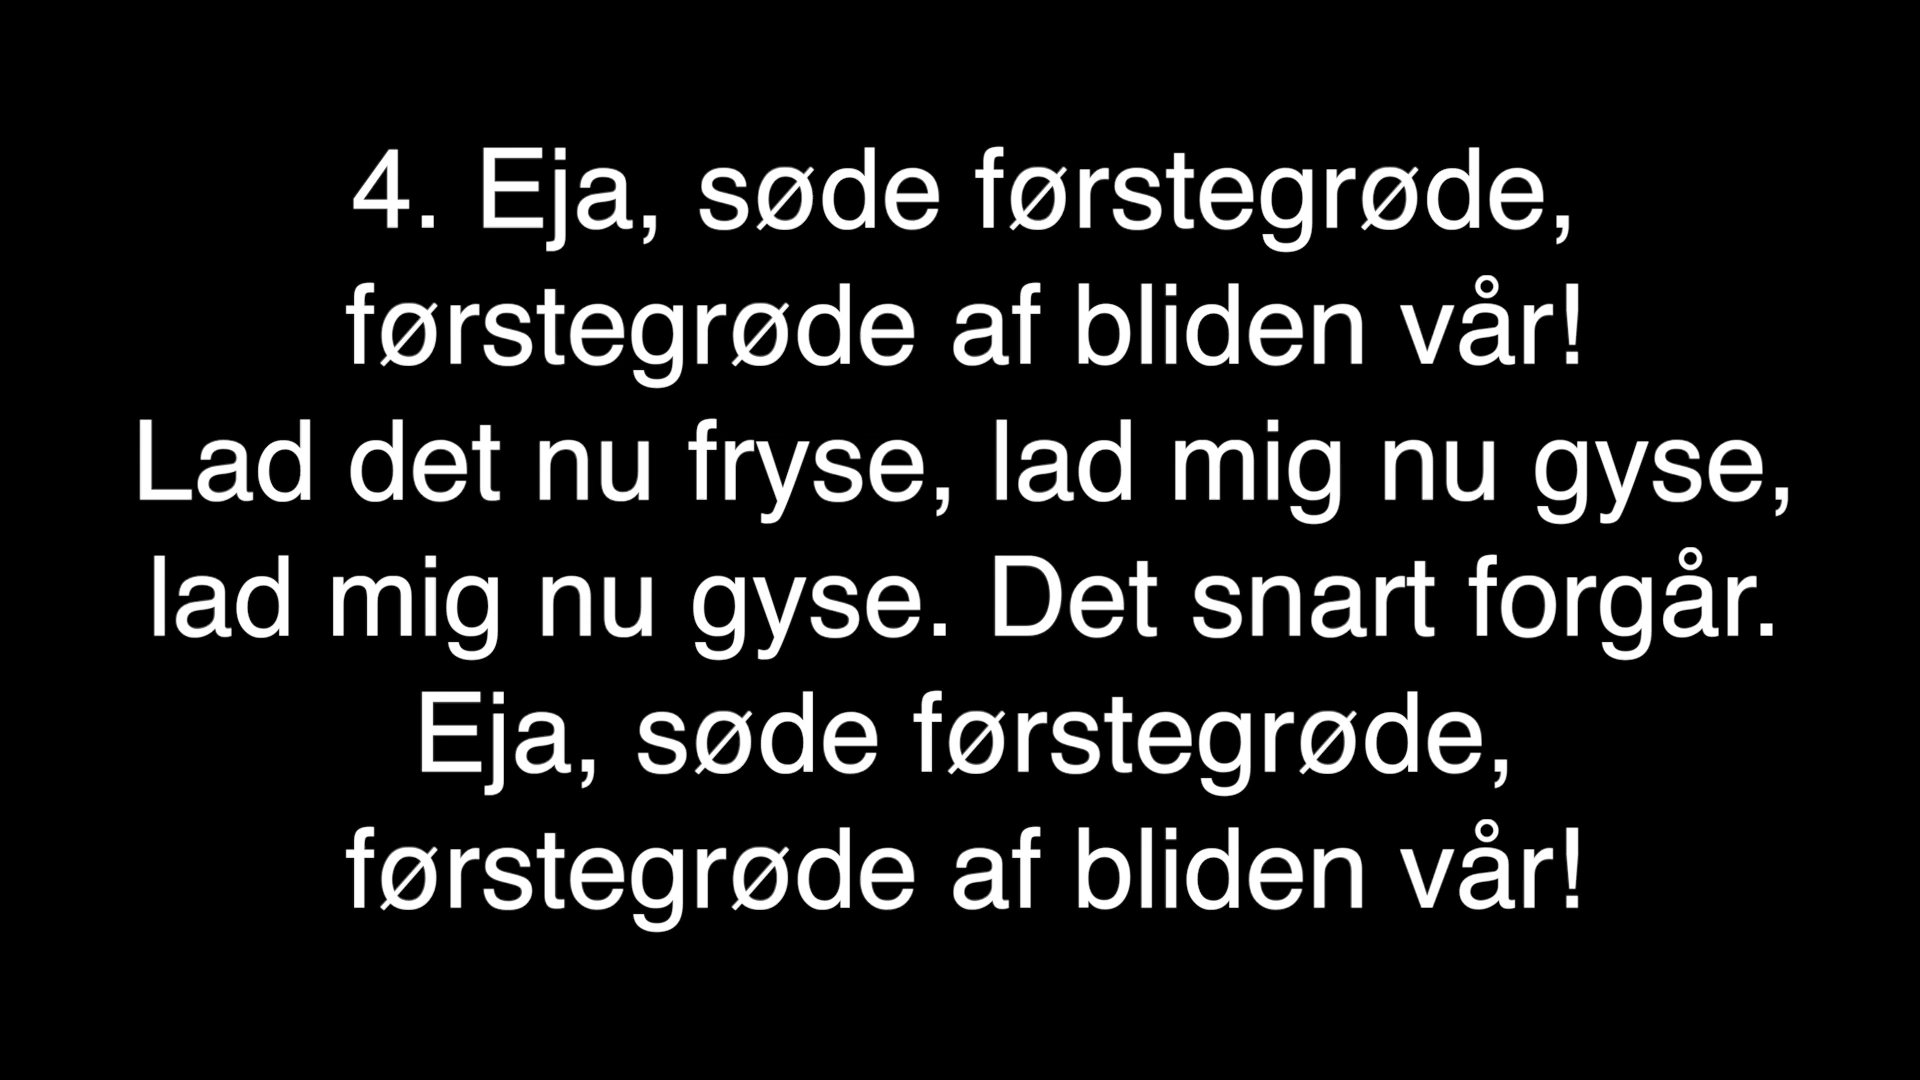 4. Eja, søde førstegrøde,
førstegrøde af bliden vår!
Lad det nu fryse, lad mig nu gyse,
lad mig nu gyse. Det snart forgår.
Eja, søde førstegrøde,
førstegrøde af bliden vår!